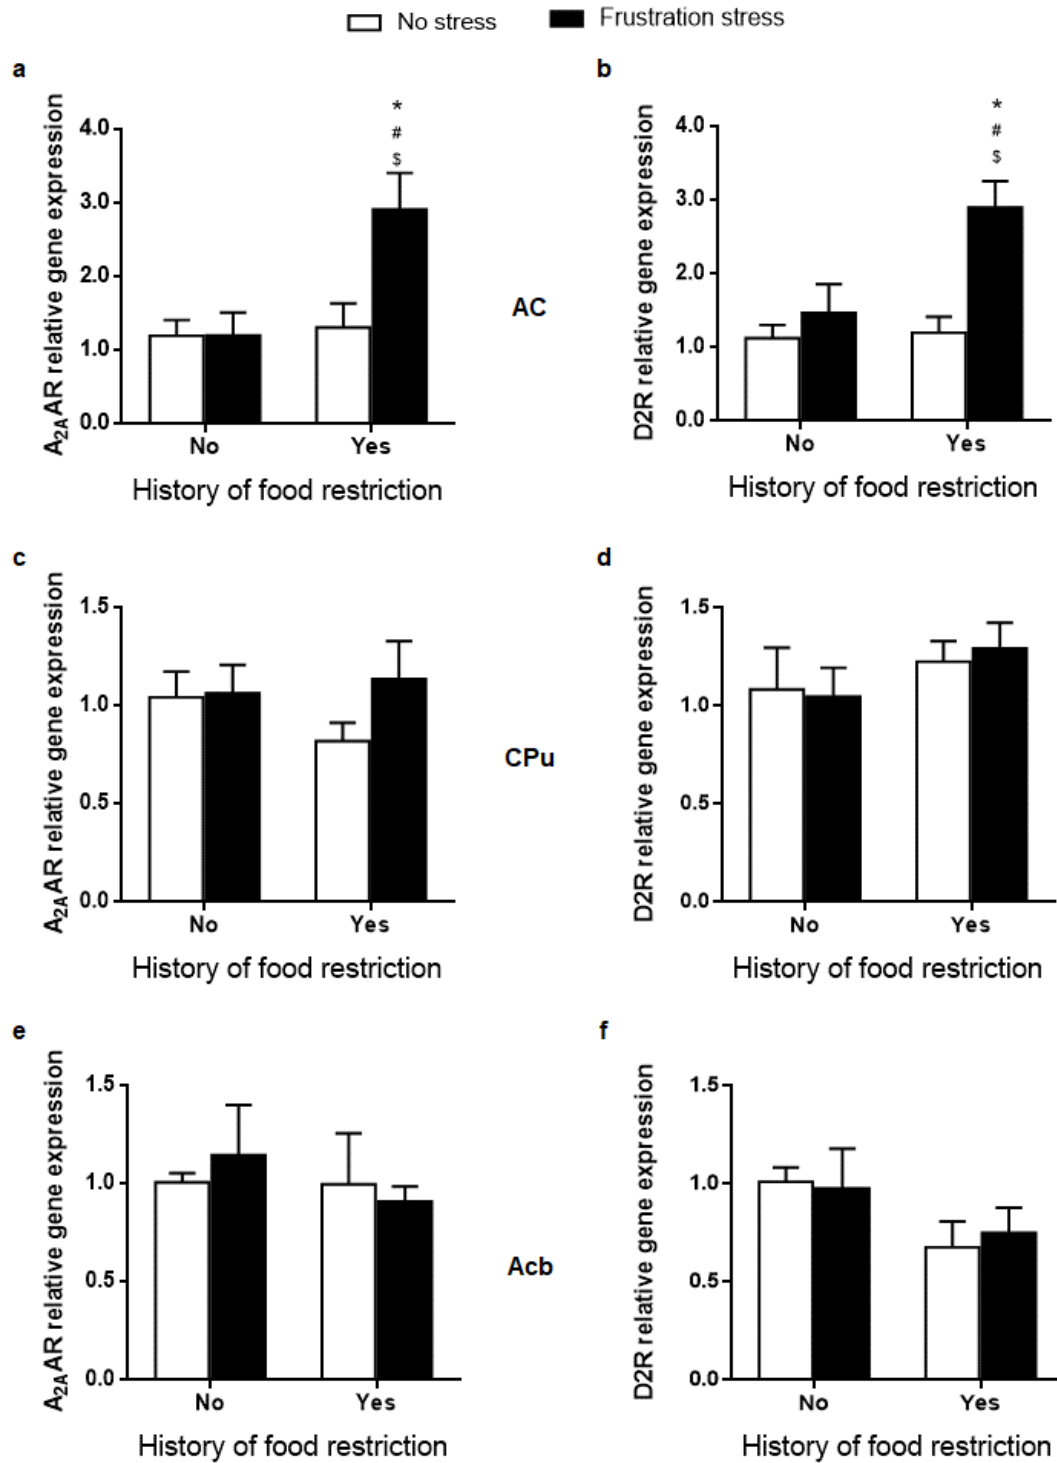 No stress
Frustration stress
a
A2AAR relative gene expression
4.0
3.0
2.0
1.0
0.0
*
#
$
No
Yes
History of food restriction
AC
b
D2R relative gene expression
4.0
3.0
2.0
1.0
0.0
*
#
$
No
Yes
History of food restriction
c
A2AAR relative gene expression
1.5
1.0
0.5
0.0
No
Yes
History of food restriction
CPu
d
D2R relative gene expression
1.5
1.0
0.5
0.0
No
Yes
History of food restriction
e
A2AAR relative gene expression
1.5
1.0
0.5
0.0
No
Yes
History of food restriction
Acb
f
D2R relative gene expression
1.5
1.0
0.5
0.0
No
Yes
History of food restriction